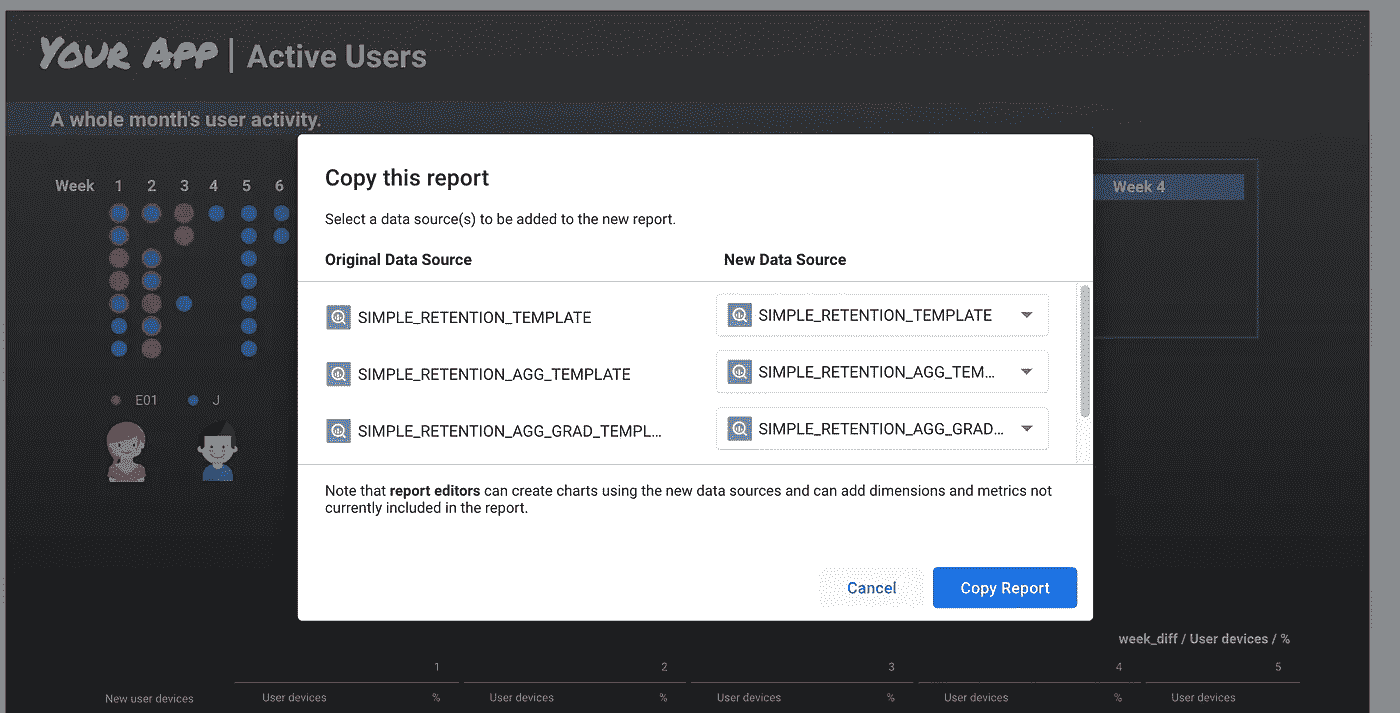 Your App | Active Users
A whole month's user activity.
Week 1 2 3 4 5 6
Week 4
E01 J
Copy this report
Select a data source(s) to be added to the new report.
Original Data Source New Data Source
SIMPLE_RETENTION_TEMPLATE SIMPLE_RETENTION_TEMPLATE
SIMPLE_RETENTION_AGG_TEMPLATE SIMPLE_RETENTION_AGG_TEM...
SIMPLE_RETENTION_AGG_GRAD_TEMPL... SIMPLE_RETENTION_AGG_GRAD...
Note that report editors can create charts using the new data sources and can add dimensions and metrics not
currently included in the report.
Cancel Copy Report
week_diff / User devices / %
1 2 3 4 5
New user devices User devices % User devices % User devices % User devices % User devices